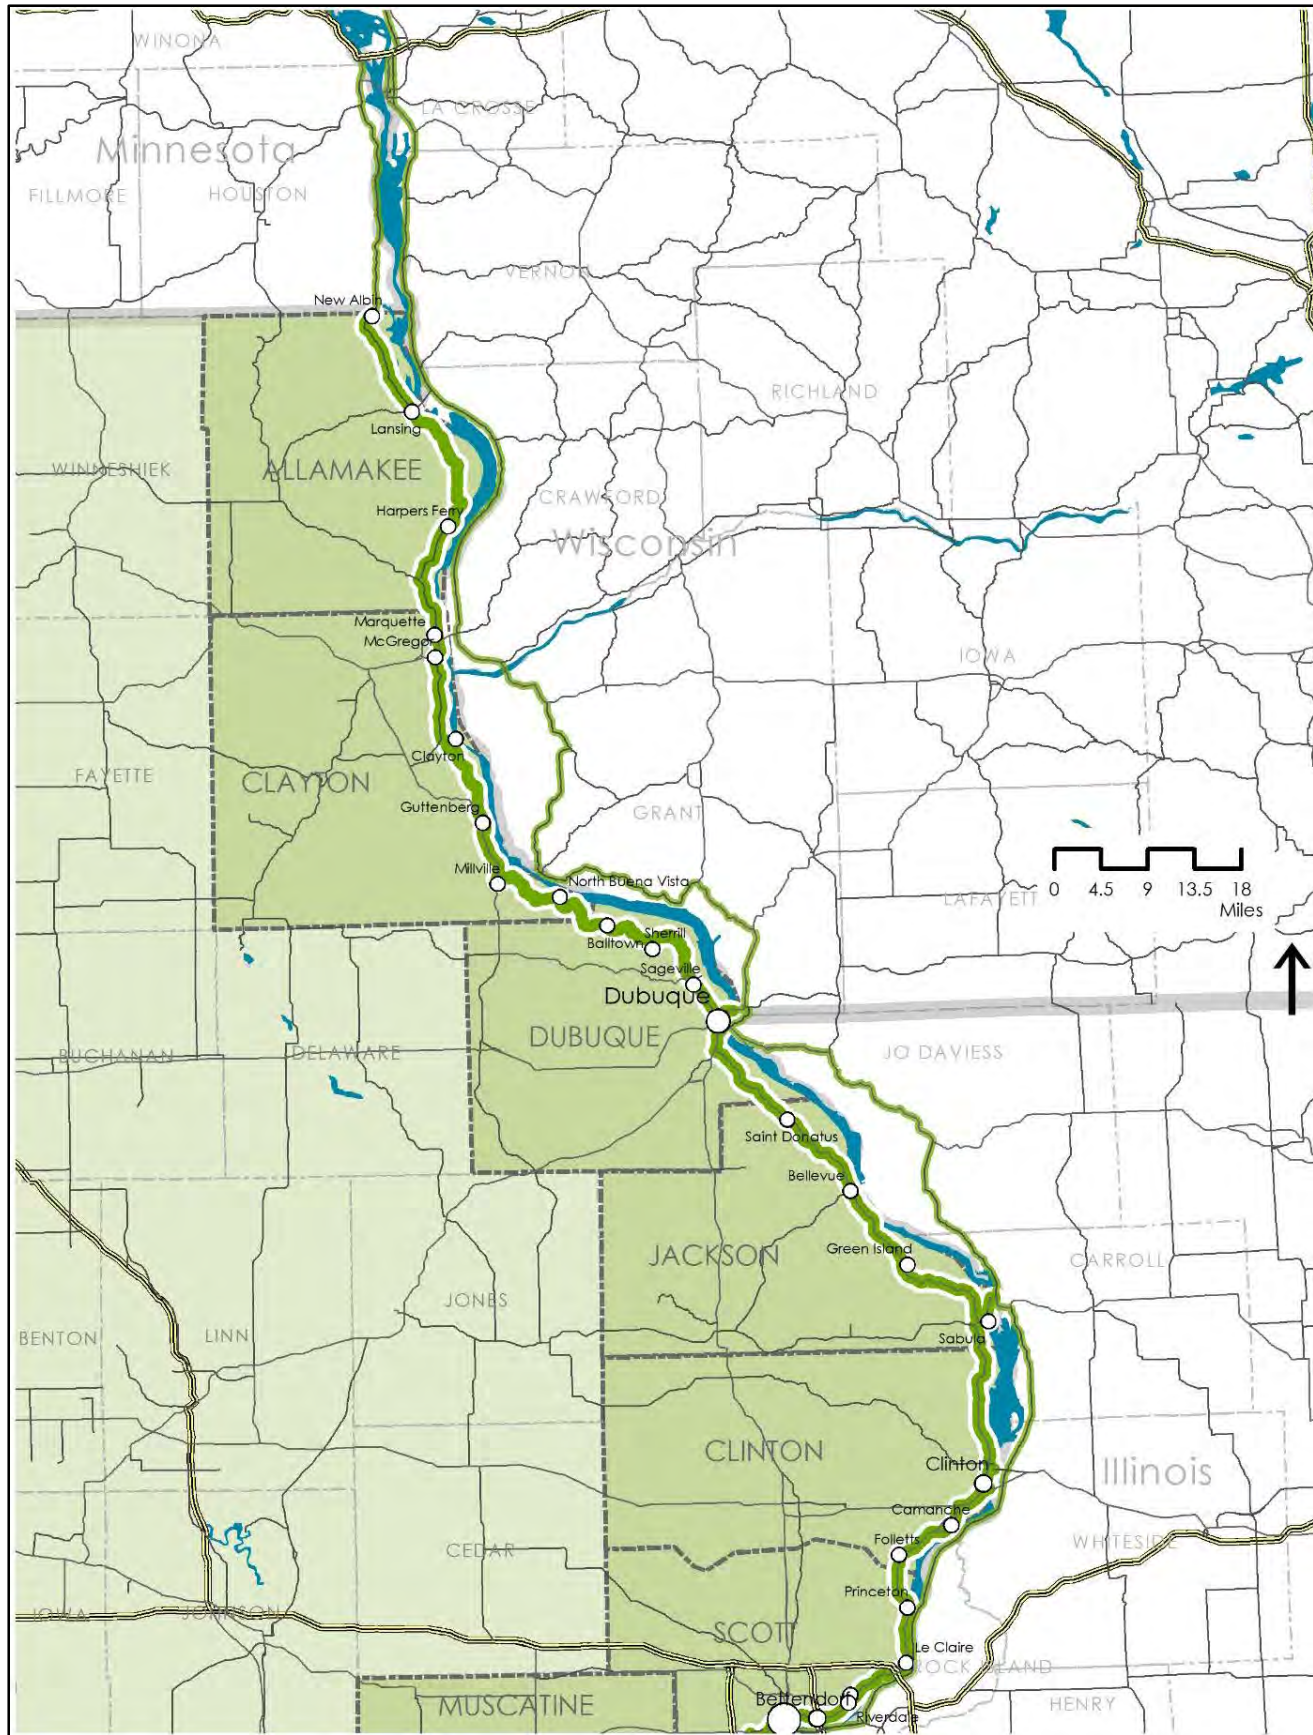 WINONA
LA CROSSE
Minnesota
FILLMORE
HOUSTON
VERNON
New Albin
RICHLAND
Lansing
WINNESHIEK
ALLAMAKEE
CRAWFORD
Harpers Ferry
Wisconsin
Marquette
McGregor
IOWA
Clayton
FAYETTE
CLAYTON
Guttenberg
GRANT
Millville
North Buena Vista
0 4.5 9 13.5 18
Miles
LAFAYETT
Balltown
Sherrill
Sageville
Dubuque
DUBUQUE
BUCHANAN
DELAWARE
JO DAVIESS
Saint Donatus
Bellevue
Green Island
JACKSON
CARROLL
JONES
BENTON
LINN
Sabula
CLINTON
Clinton
Illinois
Camanche
Folletts
WHITESIDE
CEDAR
Princeton
IOWA
JOHNSON
SCOTT
Le Claire
ROCK ISLAND
MUSCATINE
Bettendorf
HENRY
Riverdale